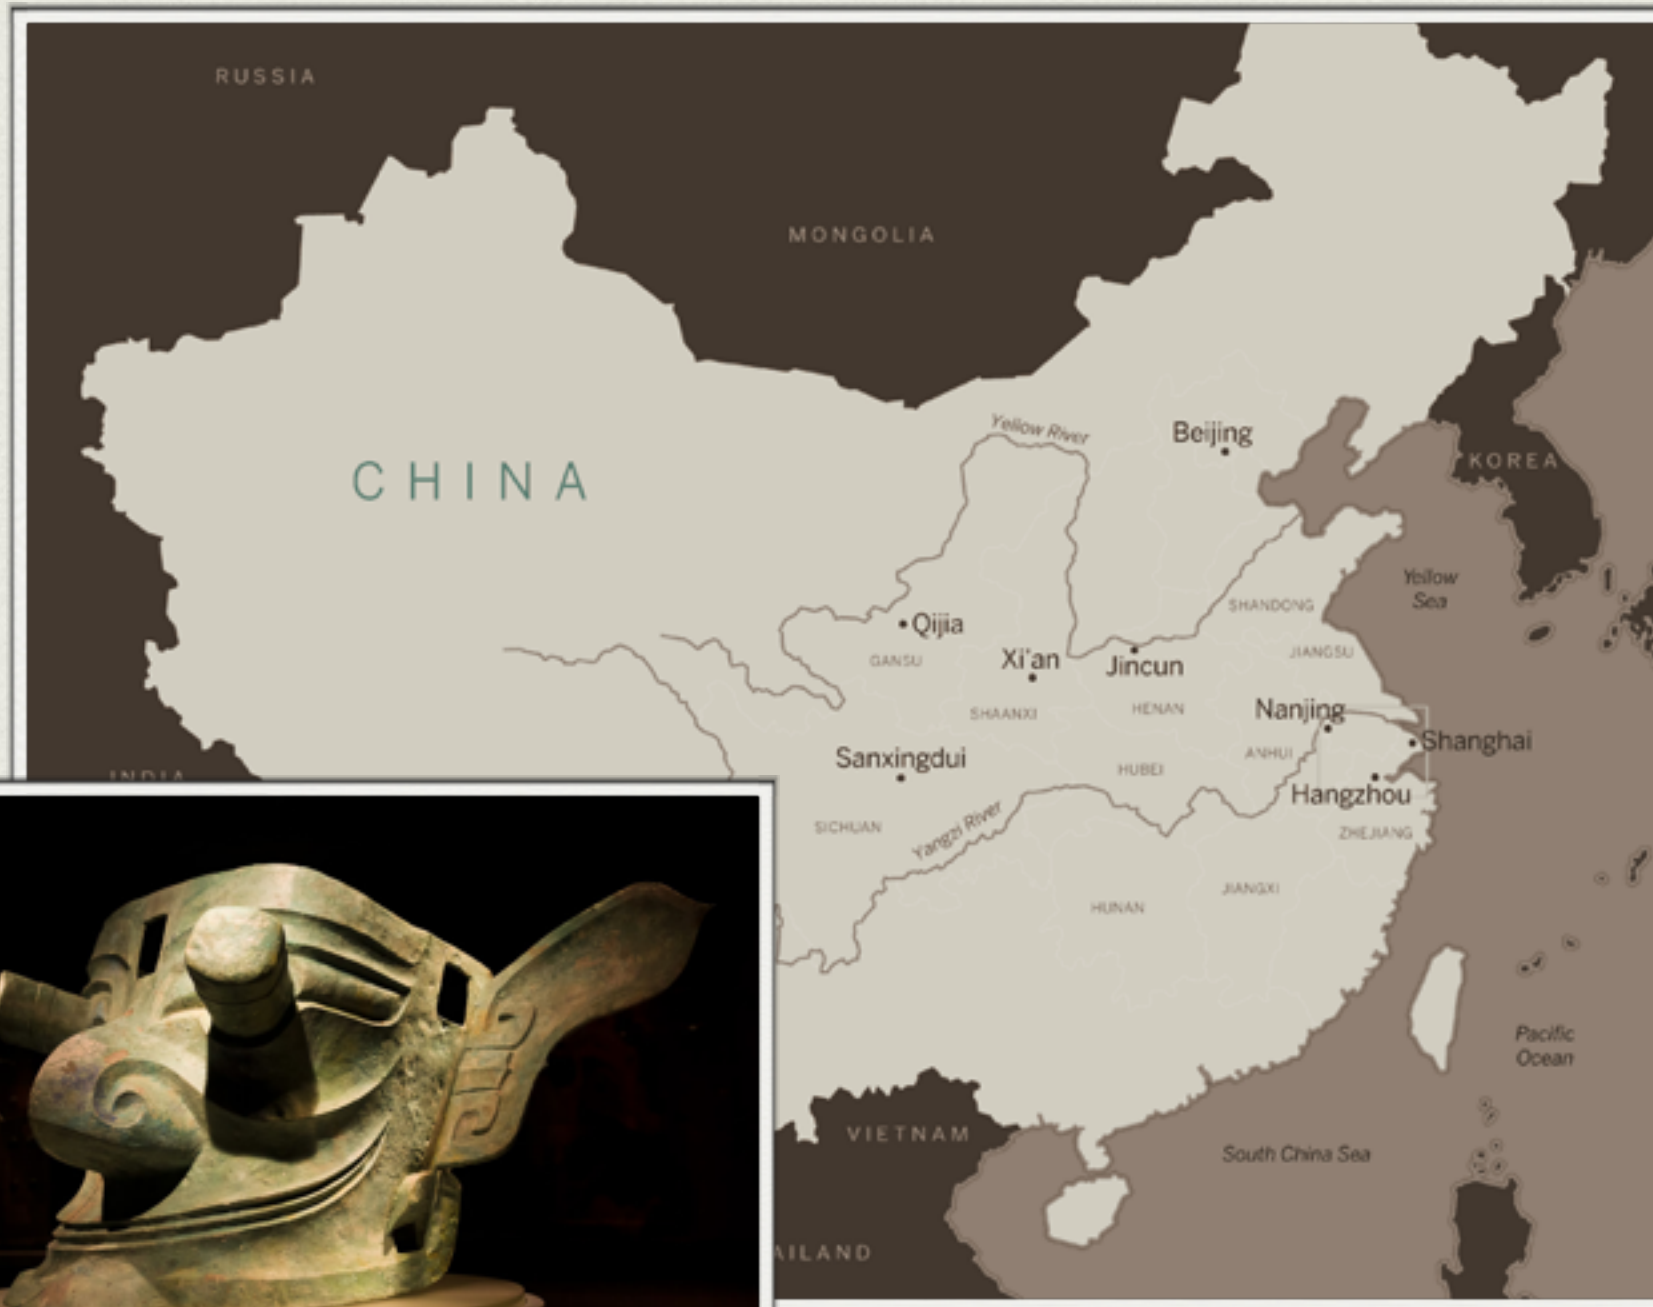 RUSSIA
MONGOLIA
CHINA
Yellow River
Beijing
KOREA
Yellow
Sea
SHANDONG
Qijia
GANSU
Xi'an
Jincun
JIANGSU
SHAANXI
HENAN
Nanjing
Shanghai
ANHUI
Sanxingdui
HUBEI
INDIA
Hangzhou
SICHUAN
Yangzi River
ZHEJIANG
JIANGXI
HUNAN
Pacific
Ocean
VIETNAM
South China Sea
AILAND